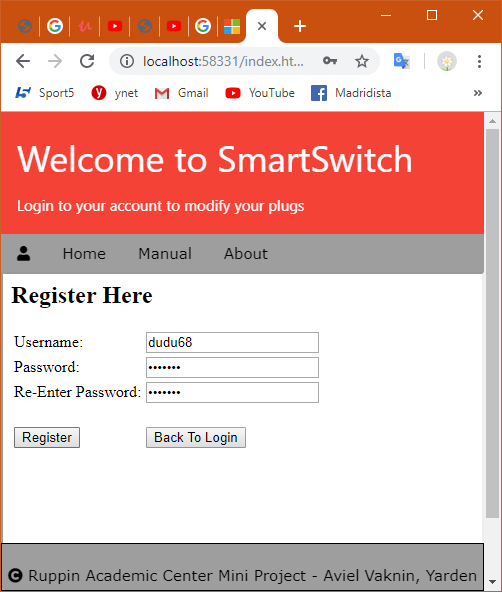 localhost:58331/index.ht...
Sport5 ynet Gmail YouTube Madridista »
Welcome to SmartSwitch
Login to your account to modify your plugs
Home Manual About
Register Here
Username: dudu68
Password: •••••••
Re-Enter Password: •••••••
Register Back To Login
Ruppin Academic Center Mini Project - Aviel Vaknin, Yarden